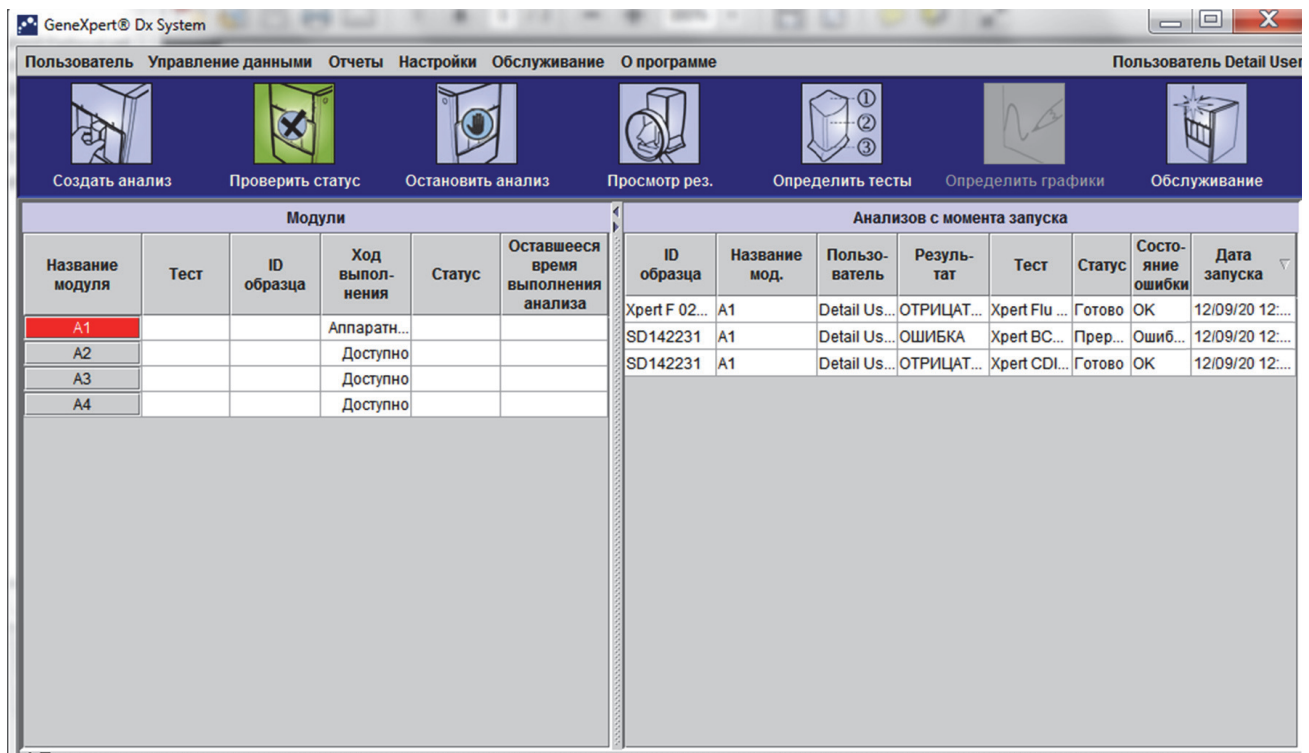 GeneXpert® Dx System
Пользователь Управление данными Отчеты Настройки Обслуживание О программе Пользователь Detail User
① ② ③
Создать анализ Проверить статус Остановить анализ Просмотр рез. Определить тесты Определить графики Обслуживание
Модули
Название модуля
Тест
ID образца
Ход выпол-
нения
Статус
Оставшееся время выполнения анализа
A1 Аппаратн...
A2 Доступно
A3 Доступно
A4 Доступно
Анализов с момента запуска
ID образца
Название мод.
Пользо-
ватель
Резуль-
тат
Тест
Статус
Состо-
яние ошибки
Дата запуска
Xpert F 02... A1 Detail Us... ОТРИЦАТ... Xpert Flu ... Готово OK 12/09/20 12:...
SD142231 A1 Detail Us... ОШИБКА Xpert BC... Прер... Ошиб... 12/09/20 12:...
SD142231 A1 Detail Us... ОТРИЦАТ... Xpert CDI... Готово OK 12/09/20 12:...